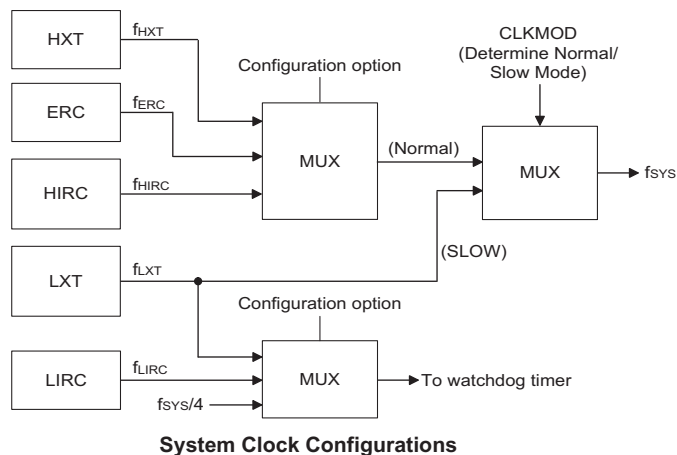 HXT
fHXT
CLKMOD
(Determine Normal/
Slow Mode)
Configuration option
ERC
fERC
MUX
(Normal)
MUX
fSYS
HIRC
fHIRC
LXT
fLXT
(SLOW)
Configuration option
LIRC
fLIRC
MUX
To watchdog timer
fSYS/4
System Clock Configurations